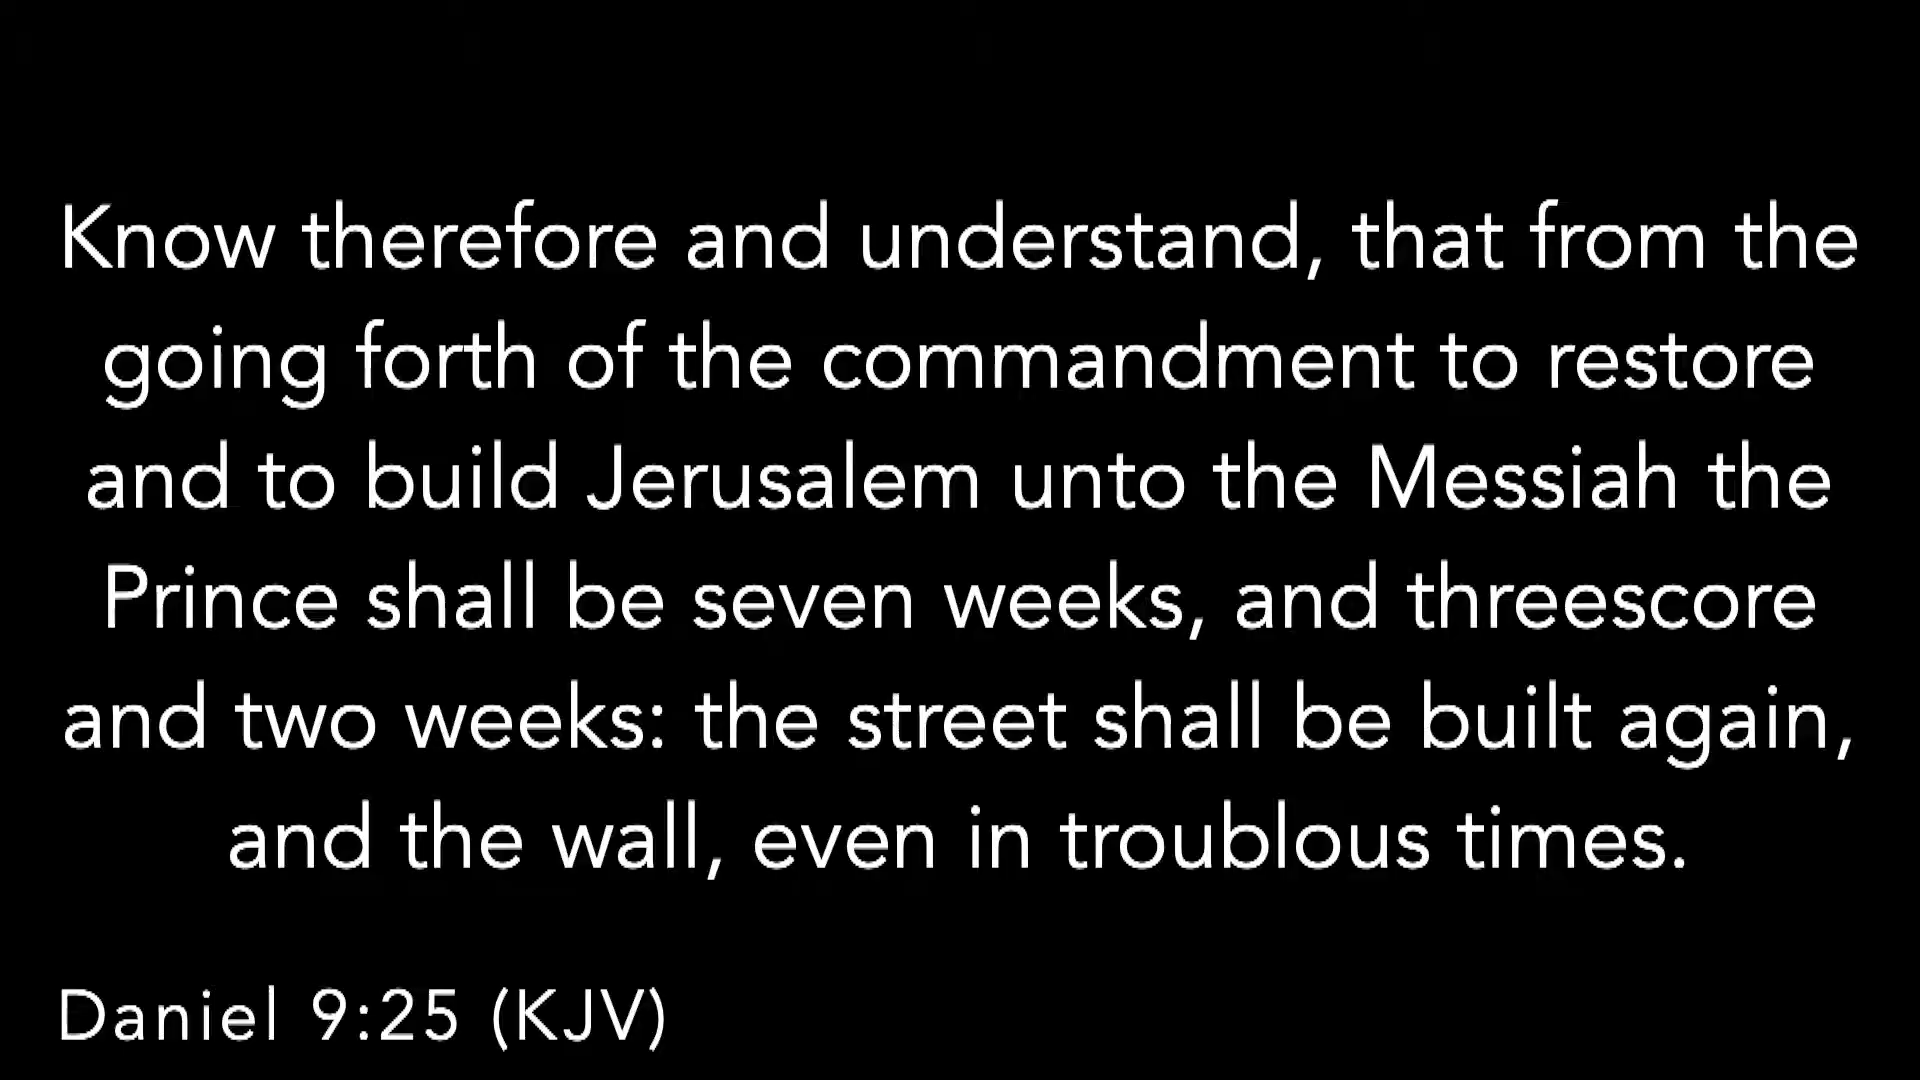 Know therefore and understand, that from the
going forth of the commandment to restore
and to build Jerusalem unto the Messiah the
Prince shall be seven weeks, and threescore
and two weeks: the street shall be built again,
and the wall, even in troublous times.
Daniel 9:25 (KJV)